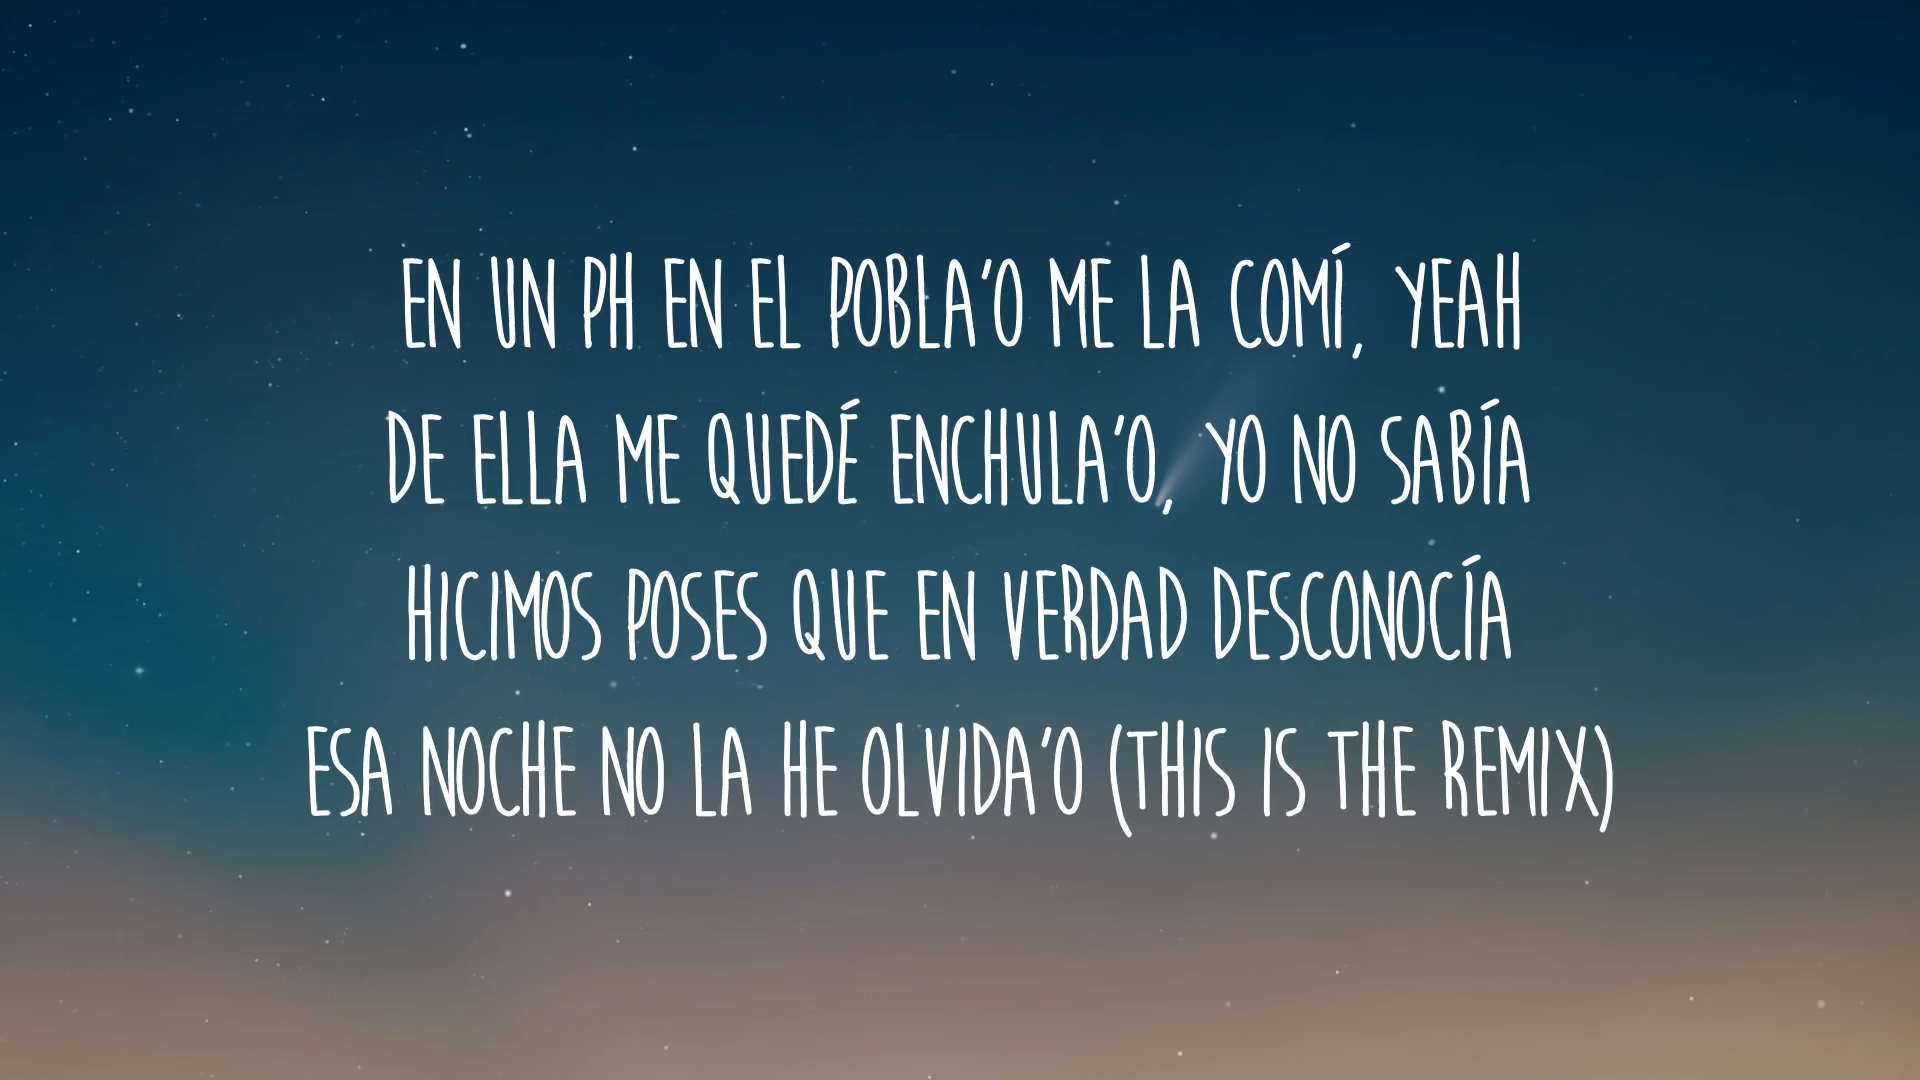 EN UN PH EN EL POBLA'O ME LA COMÍ, YEAH
DE ELLA ME QUEDÉ ENCHULA'O, YO NO SABÍA
HICIMOS POSES QUE EN VERDAD DESCONOCÍA
ESA NOCHE NO LA HE OLVIDA'O (THIS IS THE REMIX)